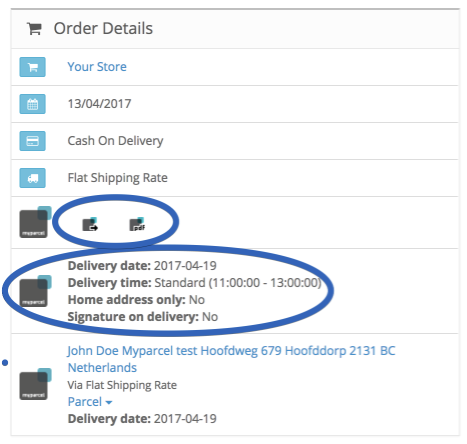 Order Details
Your Store
13/04/2017
Cash On Delivery
Flat Shipping Rate
myparcel
pdf
Delivery date: 2017-04-19
Delivery time: Standard (11:00:00 - 13:00:00)
myparcel
Home address only: No
Signature on delivery: No
John Doe Myparcel test Hoofdweg 679 Hoofddorp 2131 BC
Netherlands
Via Flat Shipping Rate
myparcel
Parcel
Delivery date: 2017-04-19